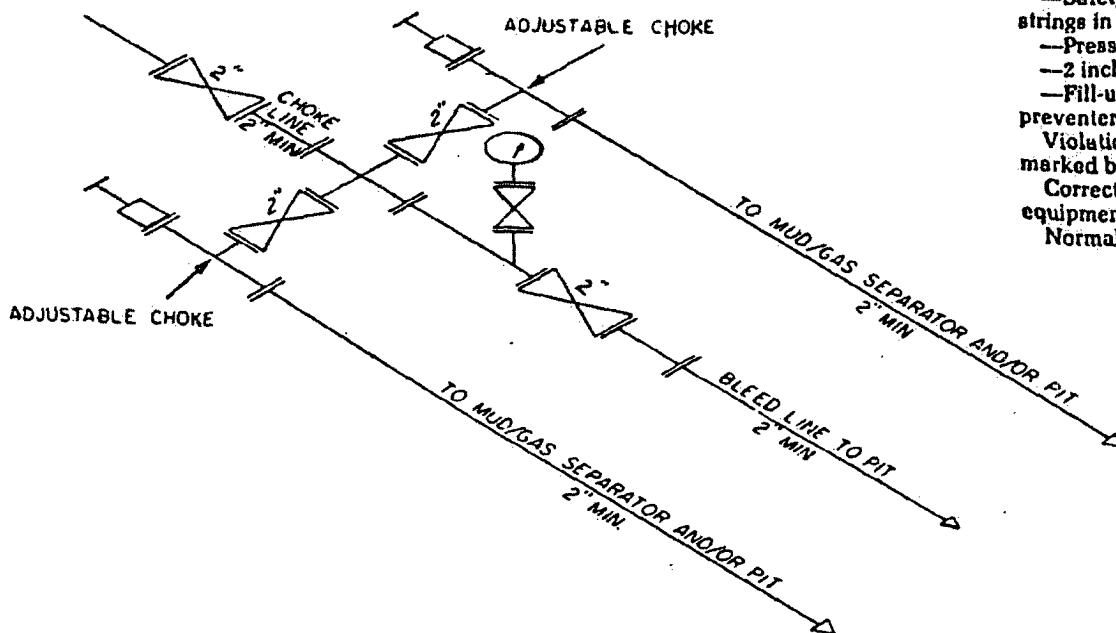 ADJUSTABLE CHOKE
2"
CHOKE
LINE
2" MIN
2"
2"
ADJUSTABLE CHOKE
2"
TO MUD/GAS SEPARATOR AND/OR PIT
2" MIN
BLEED LINE TO PIT
2" MIN
TO MUD/GAS SEPARATOR AND/OR PIT
2" MIN.
strings in
—Press
—2 incl
—Fill-u
preventer
Violatio
marked b
Correct
equipmer
Normal